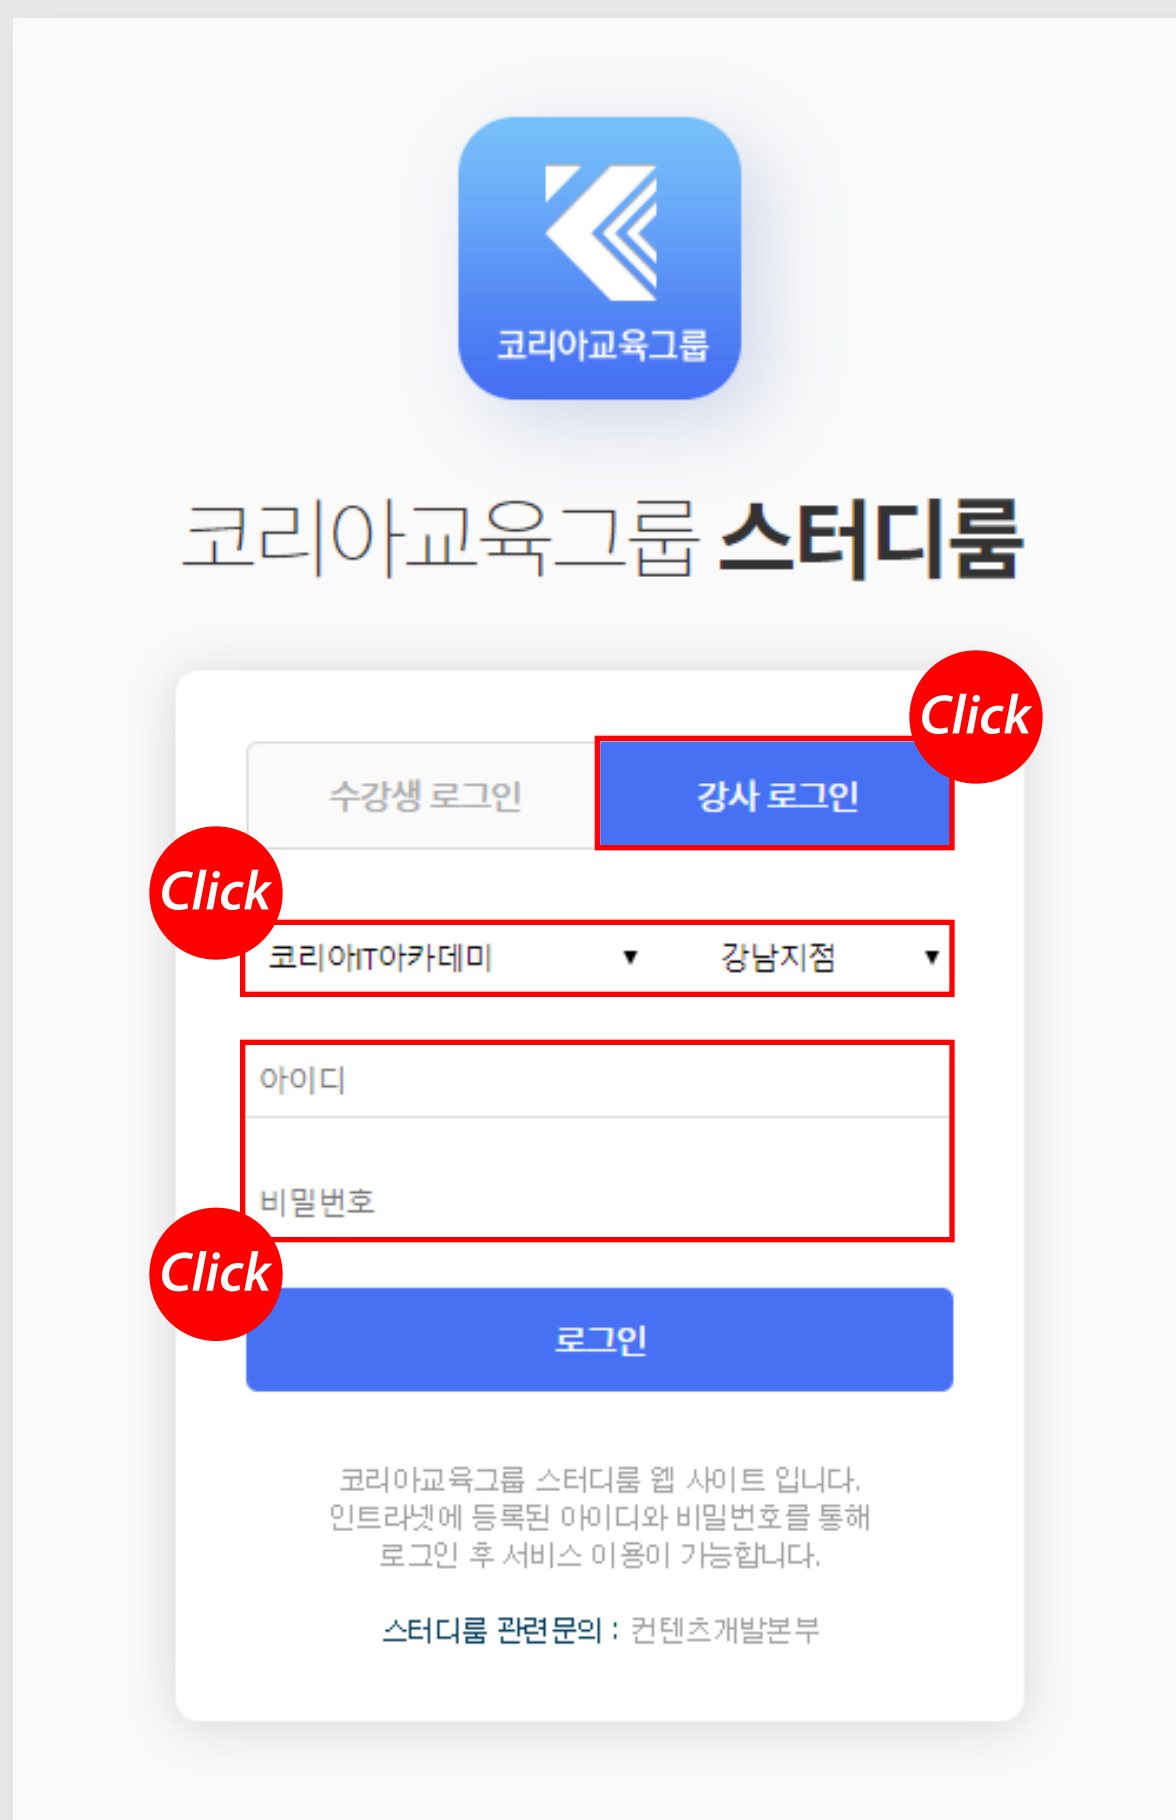 코리아교육그룹
코리아교육그룹 스터디룸
Click
수강생 로그인 강사 로그인
Click
코리아IT아카데미 ▼ 강남지점 ▼
아이디
비밀번호
Click
로그인
코리아교육그룹 스터디룸 웹 사이트 입니다.
인트라넷에 등록된 아이디와 비밀번호를 통해
로그인 후 서비스 이용이 가능합니다.
스터디룸 관련문의 : 컨텐츠개발본부